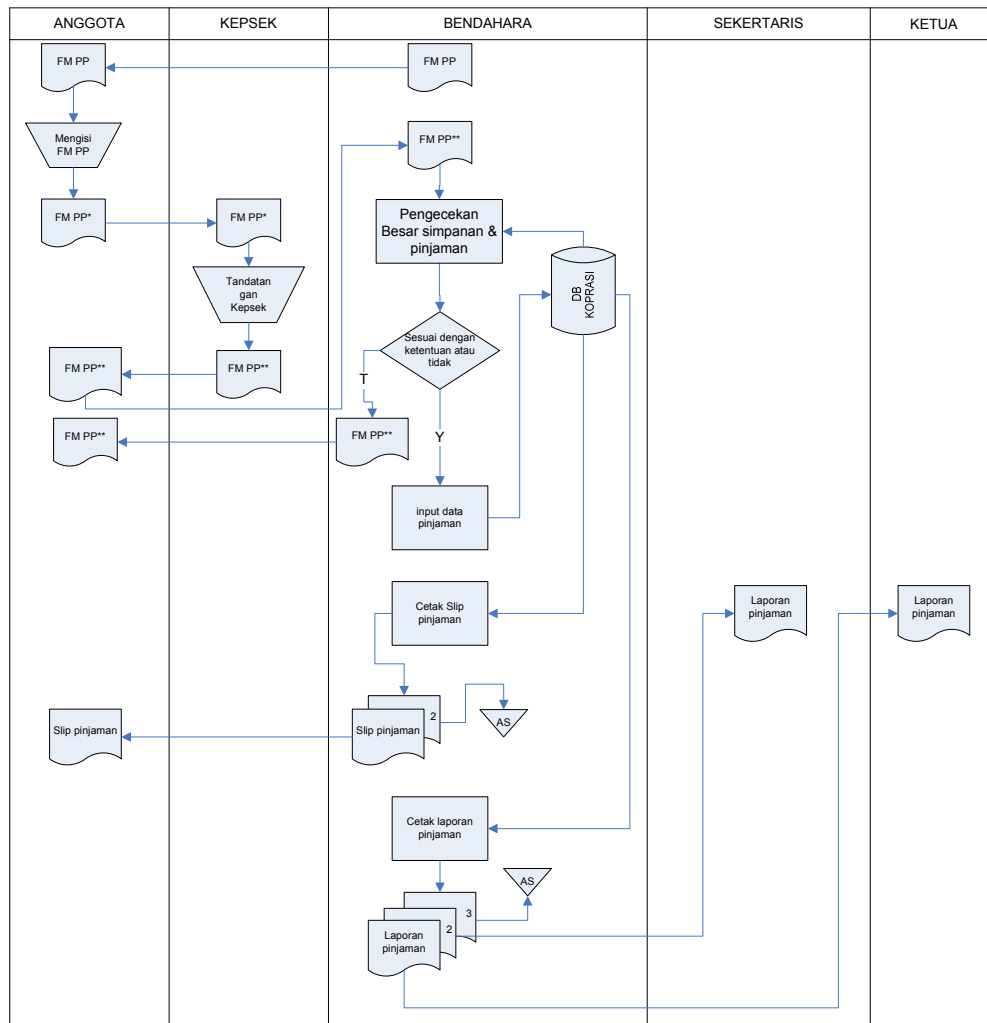 ANGGOTA
KEPSEK
BENDAHARA
SEKERTARIS
KETUA
FM PP
FM PP
Mengisi
FM PP
FM PP**
FM PP*
FM PP*
Pengecekan
Besar simpanan &
pinjaman
Tandatan
gan
Kepsek
DB
KOPRASI
Sesuai dengan
ketentuan atau
tidak
FM PP**
FM PP**
T
FM PP**
FM PP**
Y
input data
pinjaman
Cetak Slip
pinjaman
Laporan
pinjaman
Laporan
pinjaman
2
Slip pinjaman
Slip pinjaman
AS
Cetak laporan
pinjaman
AS
3
2
Laporan
pinjaman